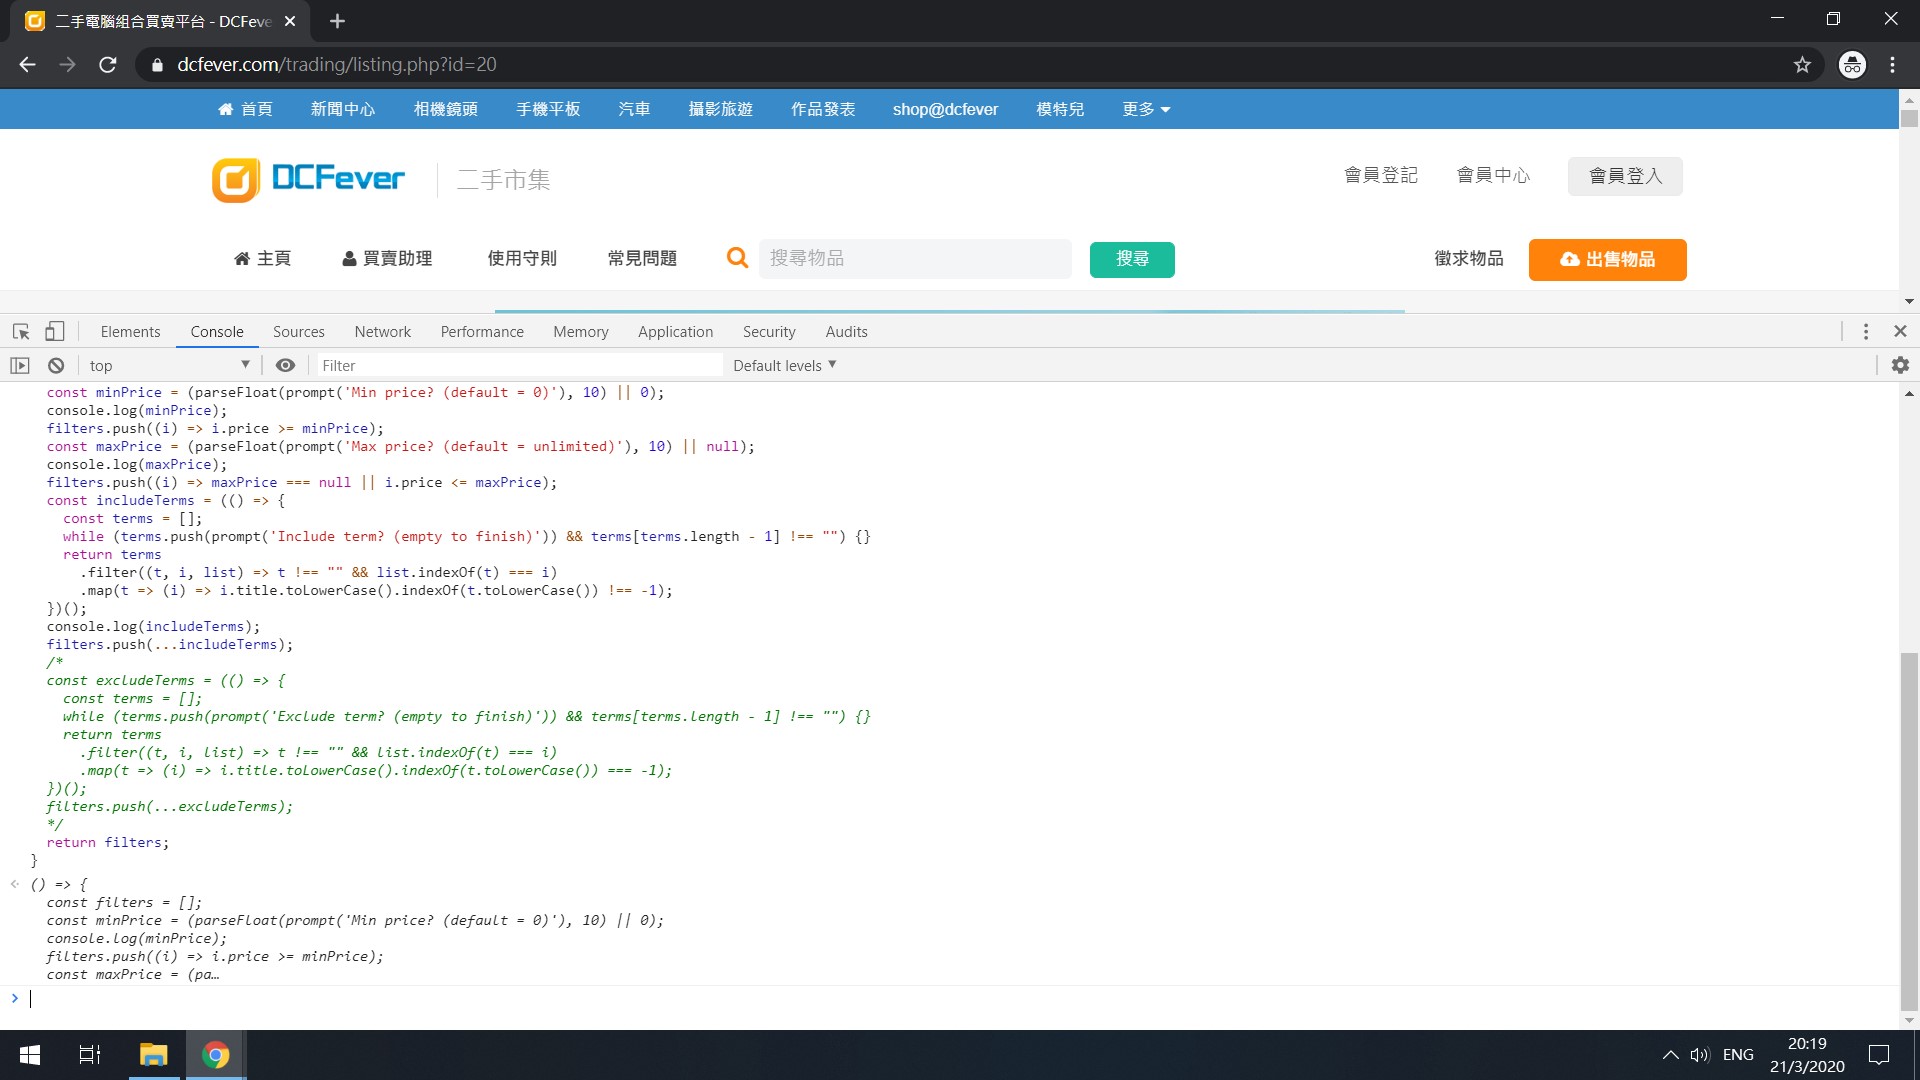 二手電腦組合買賣平台 - DCFeve
dcfever.com/trading/listing.php?id=20
首頁 新聞中心 相機鏡頭 手機平板 汽車 攝影旅遊 作品發表 shop@dcfever 模特兒 更多
DCFever 二手市集 會員登記 會員中心 會員登入
主頁 買賣助理 使用守則 常見問題 搜尋物品 搜尋 徵求物品 出售物品
Elements Console Sources Network Performance Memory Application Security Audits
top Filter Default levels
const minPrice = (parseFloat(prompt('Min price? (default = 0)'), 10) || 0);
console.log(minPrice);
filters.push((i) => i.price >= minPrice);
const maxPrice = (parseFloat(prompt('Max price? (default = unlimited)'), 10) || null);
console.log(maxPrice);
filters.push((i) => maxPrice === null || i.price <= maxPrice);
const includeTerms = (() => {
const terms = [];
while (terms.push(prompt('Include term? (empty to finish)')) && terms[terms.length - 1] !== "") {}
return terms
.filter((t, i, list) => t !== "" && list.indexOf(t) === i)
.map(t => (i) => i.title.toLowerCase().indexOf(t.toLowerCase()) !== -1);
})();
console.log(includeTerms);
filters.push(...includeTerms);
/*
const excludeTerms = (() => {
const terms = [];
while (terms.push(prompt('Exclude term? (empty to finish)')) && terms[terms.length - 1] !== "") {}
return terms
.filter((t, i, list) => t !== "" && list.indexOf(t) === i)
.map(t => (i) => i.title.toLowerCase().indexOf(t.toLowerCase()) === -1);
})();
filters.push(...excludeTerms);
*/
return filters;
}
() => {
const filters = [];
const minPrice = (parseFloat(prompt('Min price? (default = 0)'), 10) || 0);
console.log(minPrice);
filters.push((i) => i.price >= minPrice);
const maxPrice = (pa…
ENG
20:19
21/3/2020